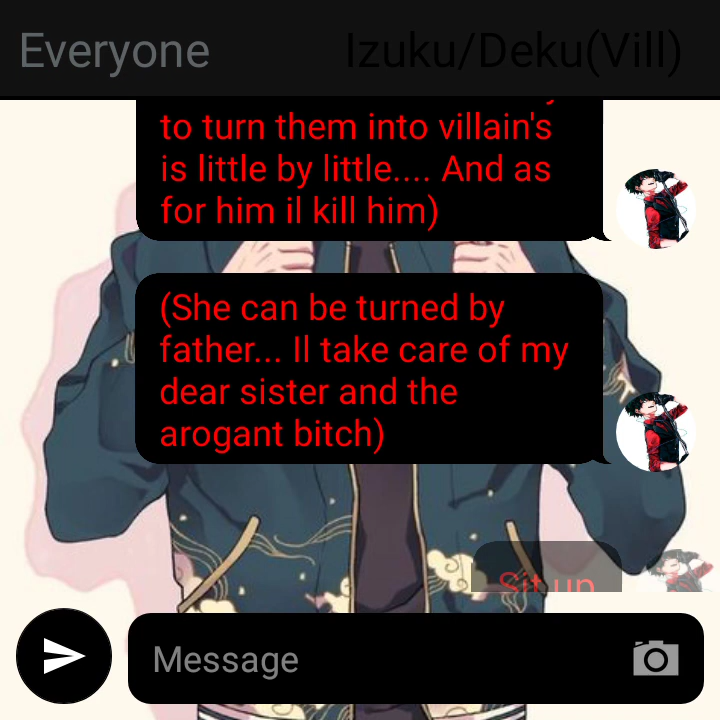 Everyone
Izuku/Deku(Vill)
to turn them into villain's
is little by little.... And as
for him il kill him)
(She can be turned by
father... Il take care of my
dear sister and the
arogant bitch)
Sit up
Message